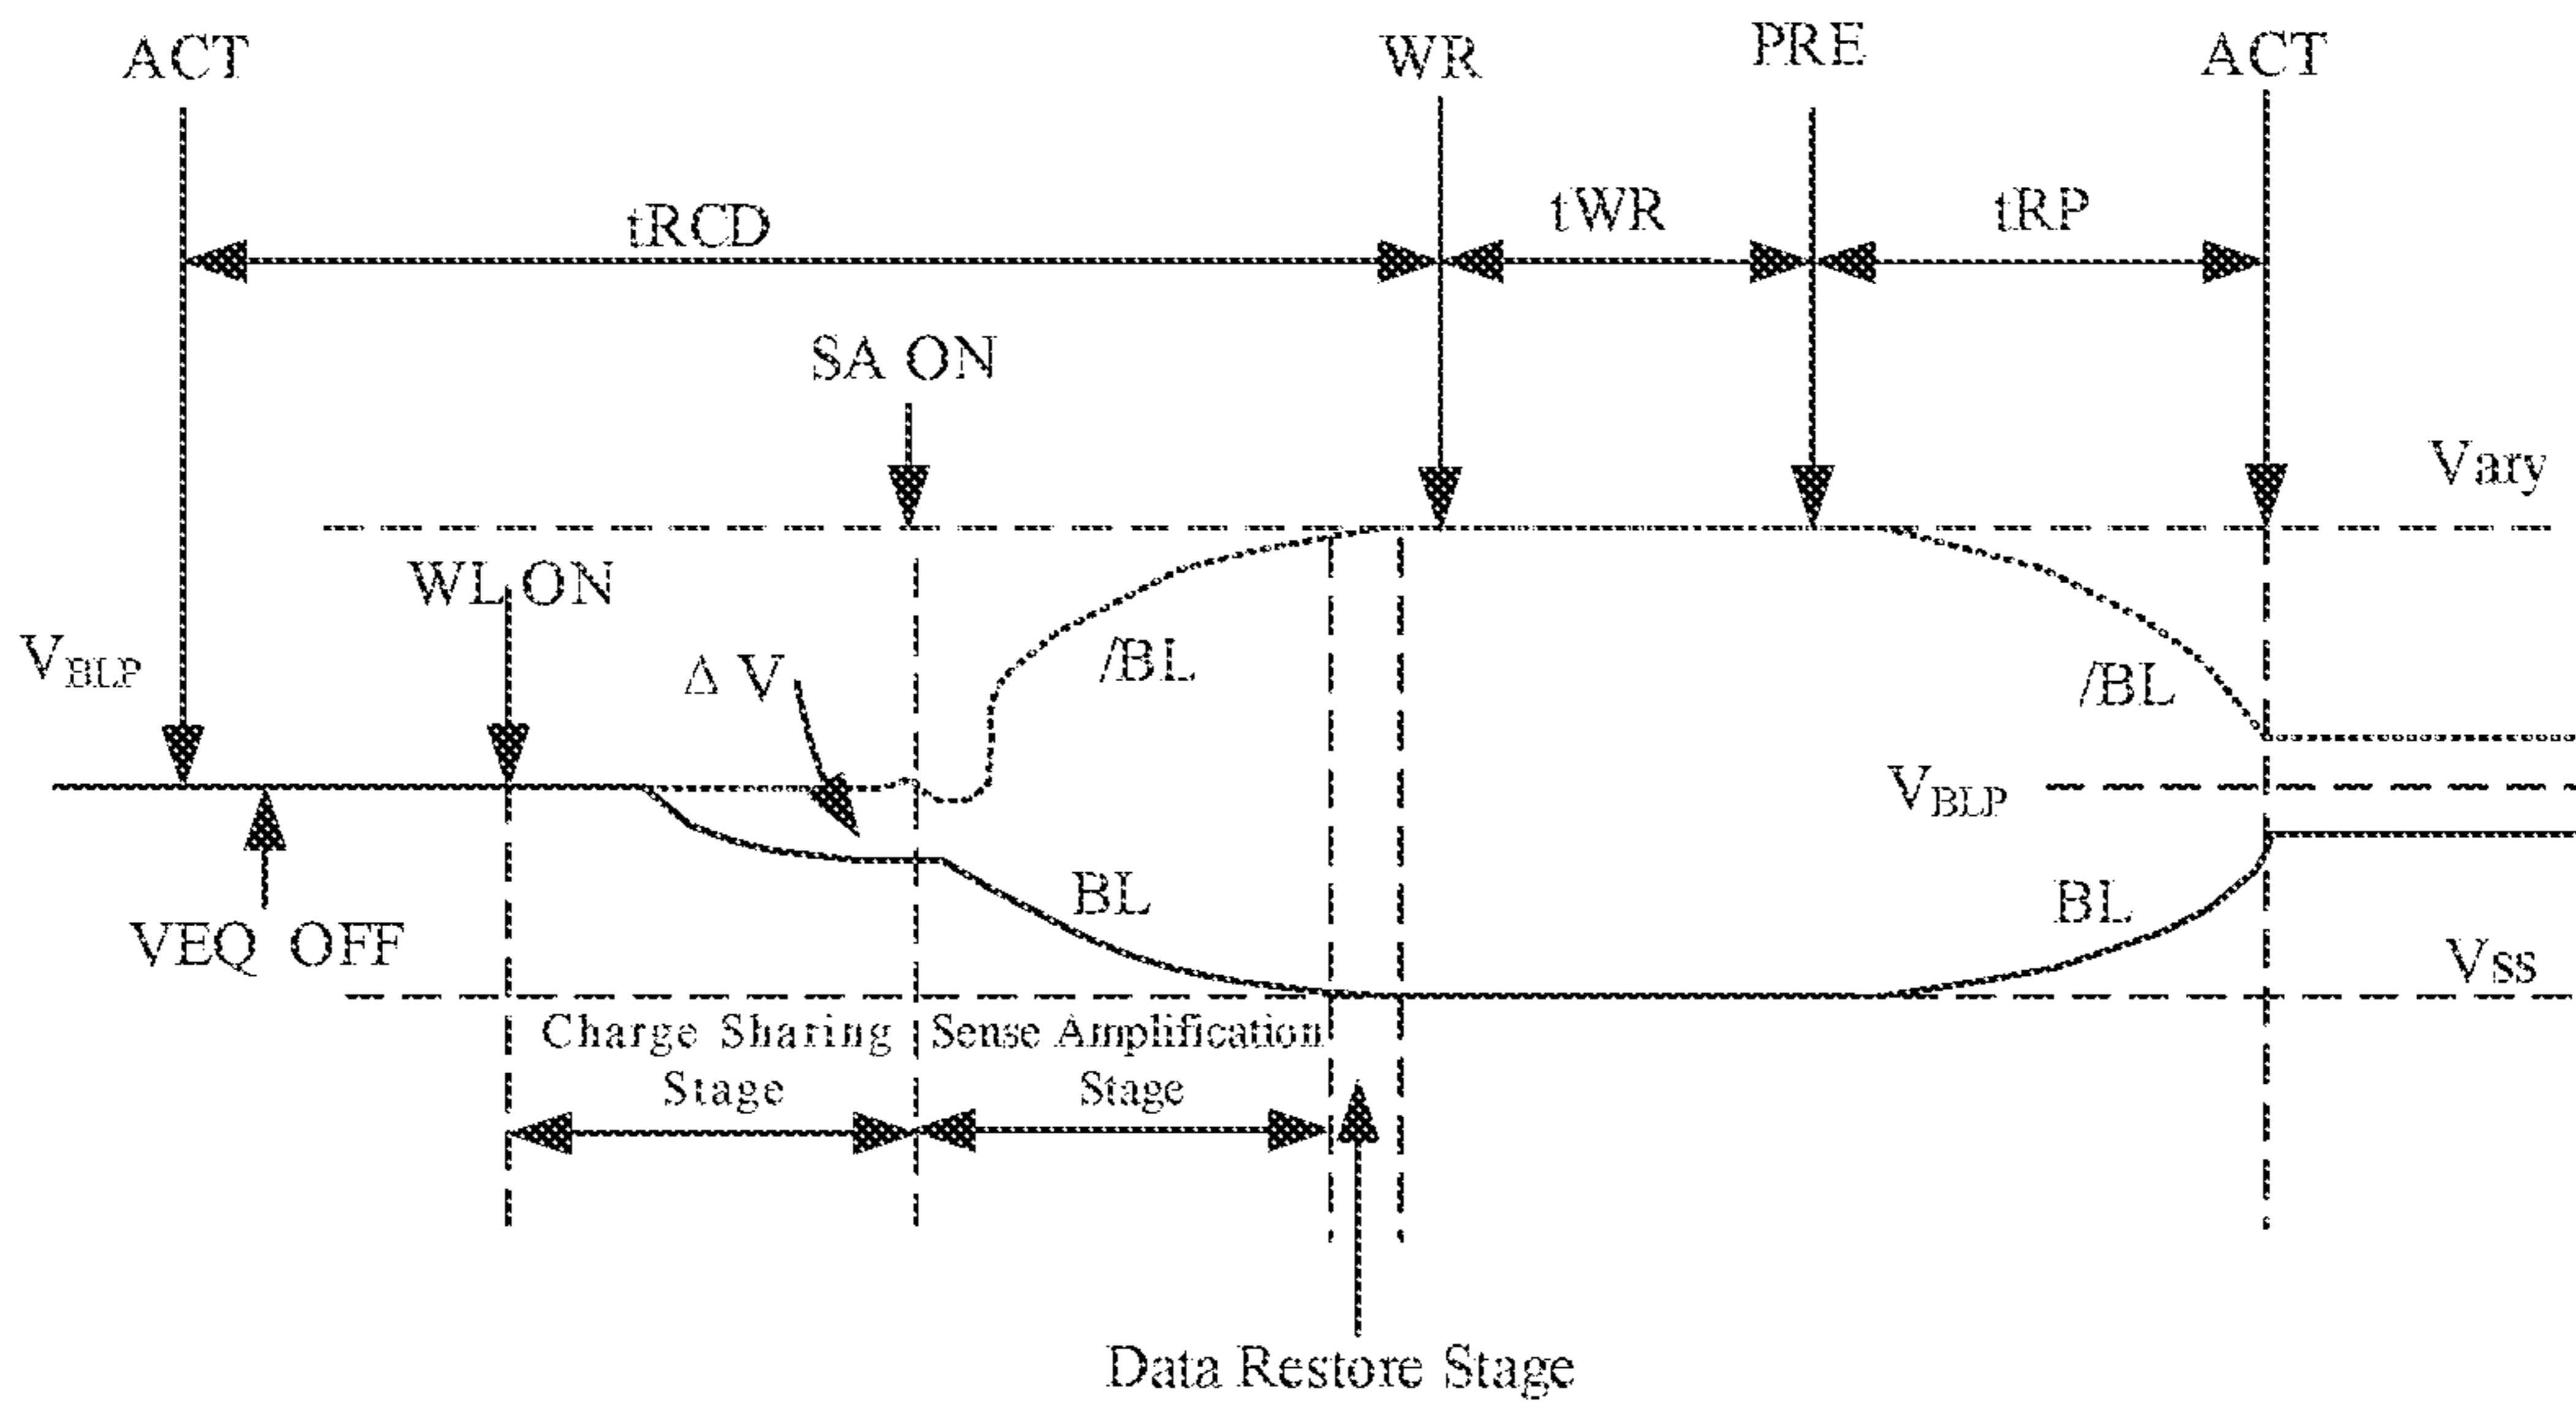 ACT
WR
PRE
ACT
tRCD
tWR
tRP
SA ON
Vary
WL ON
VBLP
Δ V
/BL
/BL
VBLP
BL
BL
VEQ OFF
Vss
Charge Sharing
Stage
Sense Amplification
Stage
Data Restore Stage